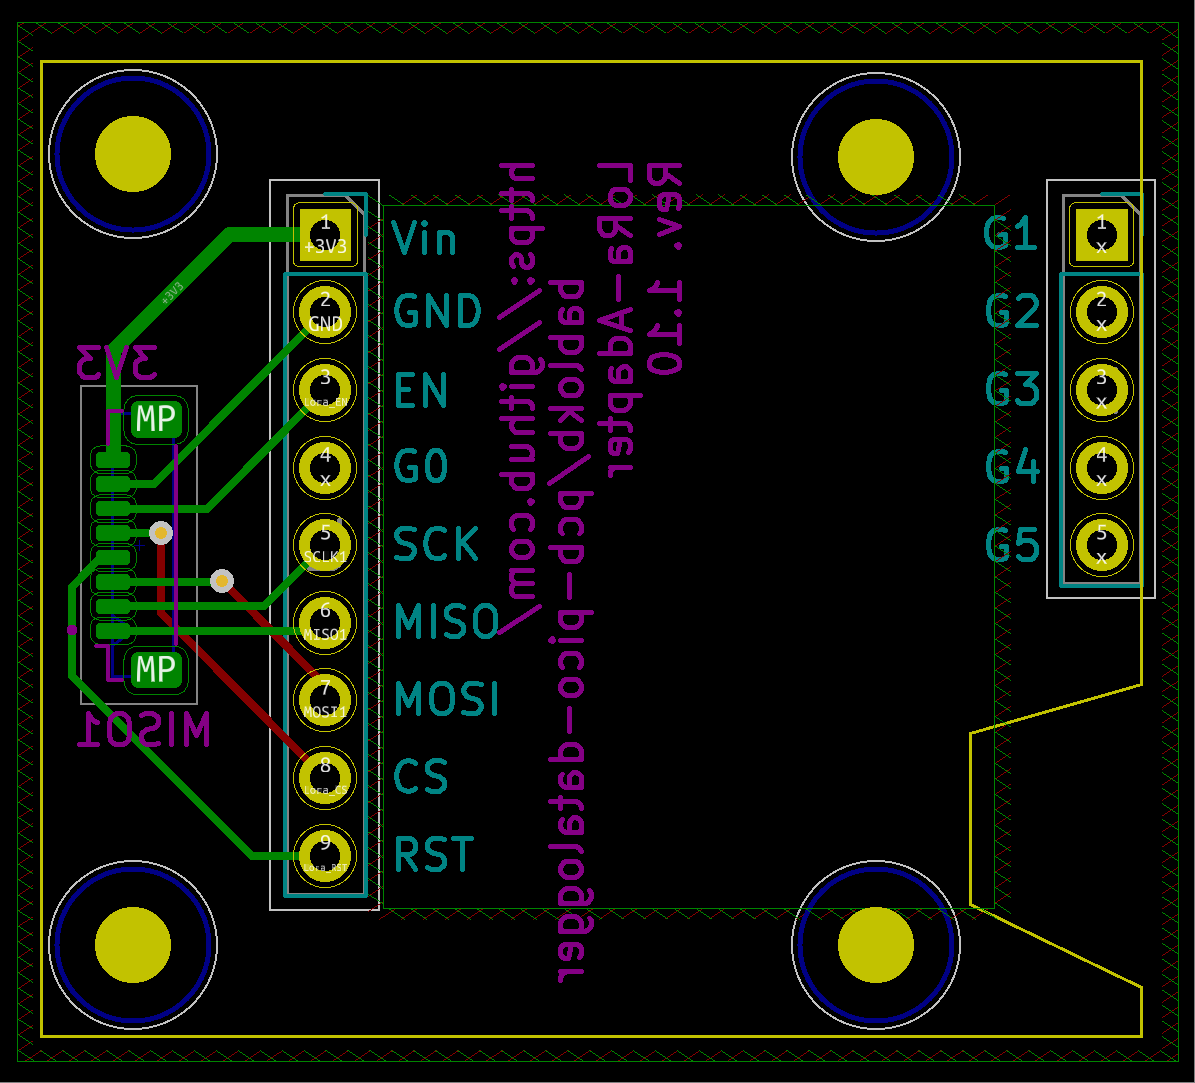 1
+3V3
Vin
2
GND
GND
3
Lora_EN
EN
4
x
G0
5
SCLK1
SCK
6
MISO1
MISO
7
MOSI1
MOSI
8
Lora_CS
CS
9
Lora_RST
RST
+3V3
3V3
MP
MP
MISO1
Rev. 1.10
LoRa-Adapter
https://github.com/
pablokb/pcb-pico-datalogger
G1
1
x
G2
2
x
G3
3
x
G4
4
x
G5
5
x